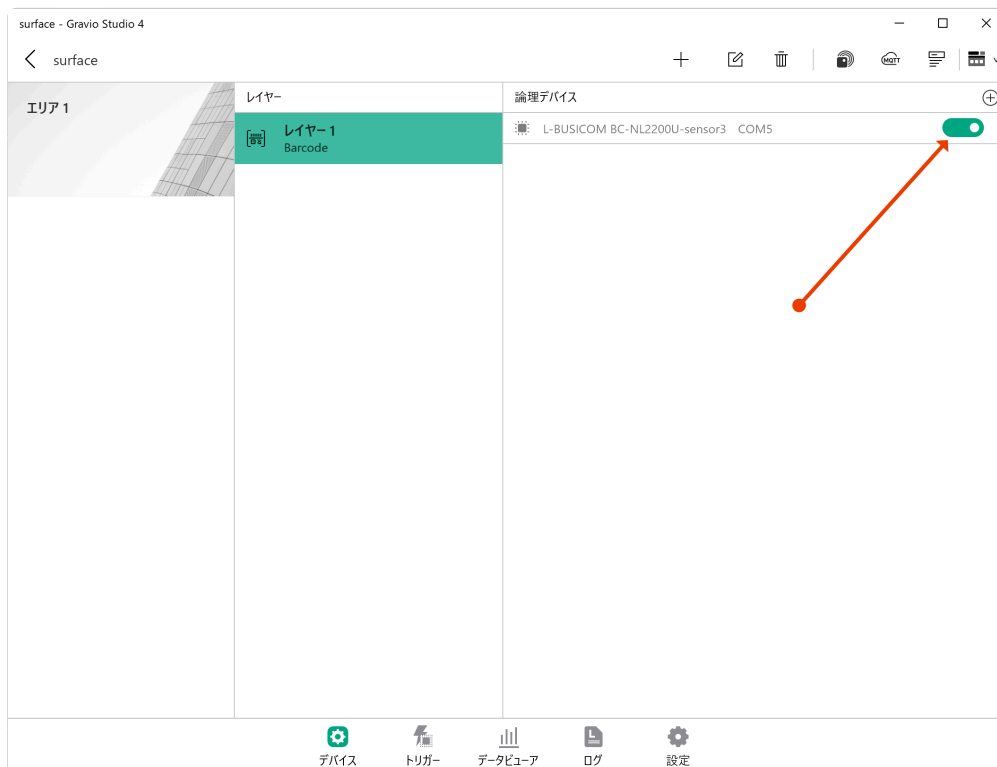 surface - Gravio Studio 4
surface
MQTT
エリア 1
レイヤー
論理デバイス
レイヤー 1
Barcode
L-BUSICOM BC-NL2200U-sensor3 COM5
デバイス
トリガー
データビューア
ログ
設定